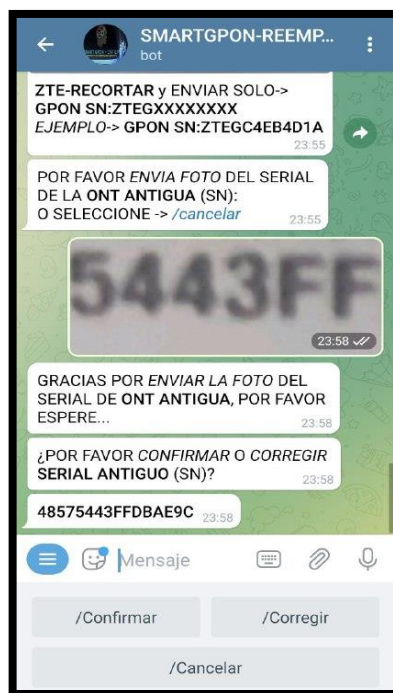 SMARTGPON-REEMP...
bot
ZTE-RECORTAR y ENVIAR SOLO->
GPON SN:ZTEGXXXXXXXX
EJEMPLO-> GPON SN:ZTEGC4EB4D1A
23:55
POR FAVOR ENVIA FOTO DEL SERIAL
DE LA ONT ANTIGUA (SN):
O SELECCIONE -> /cancelar
23:55
5443FF
23:58
GRACIAS POR ENVIAR LA FOTO DEL
SERIAL DE ONT ANTIGUA, POR FAVOR
ESPERE...
23:58
¿POR FAVOR CONFIRMAR O CORREGIR
SERIAL ANTIGUO (SN)?
23:58
48575443FFDBAE9C 23:58
Mensaje
/Confirmar
/Corregir
/Cancelar